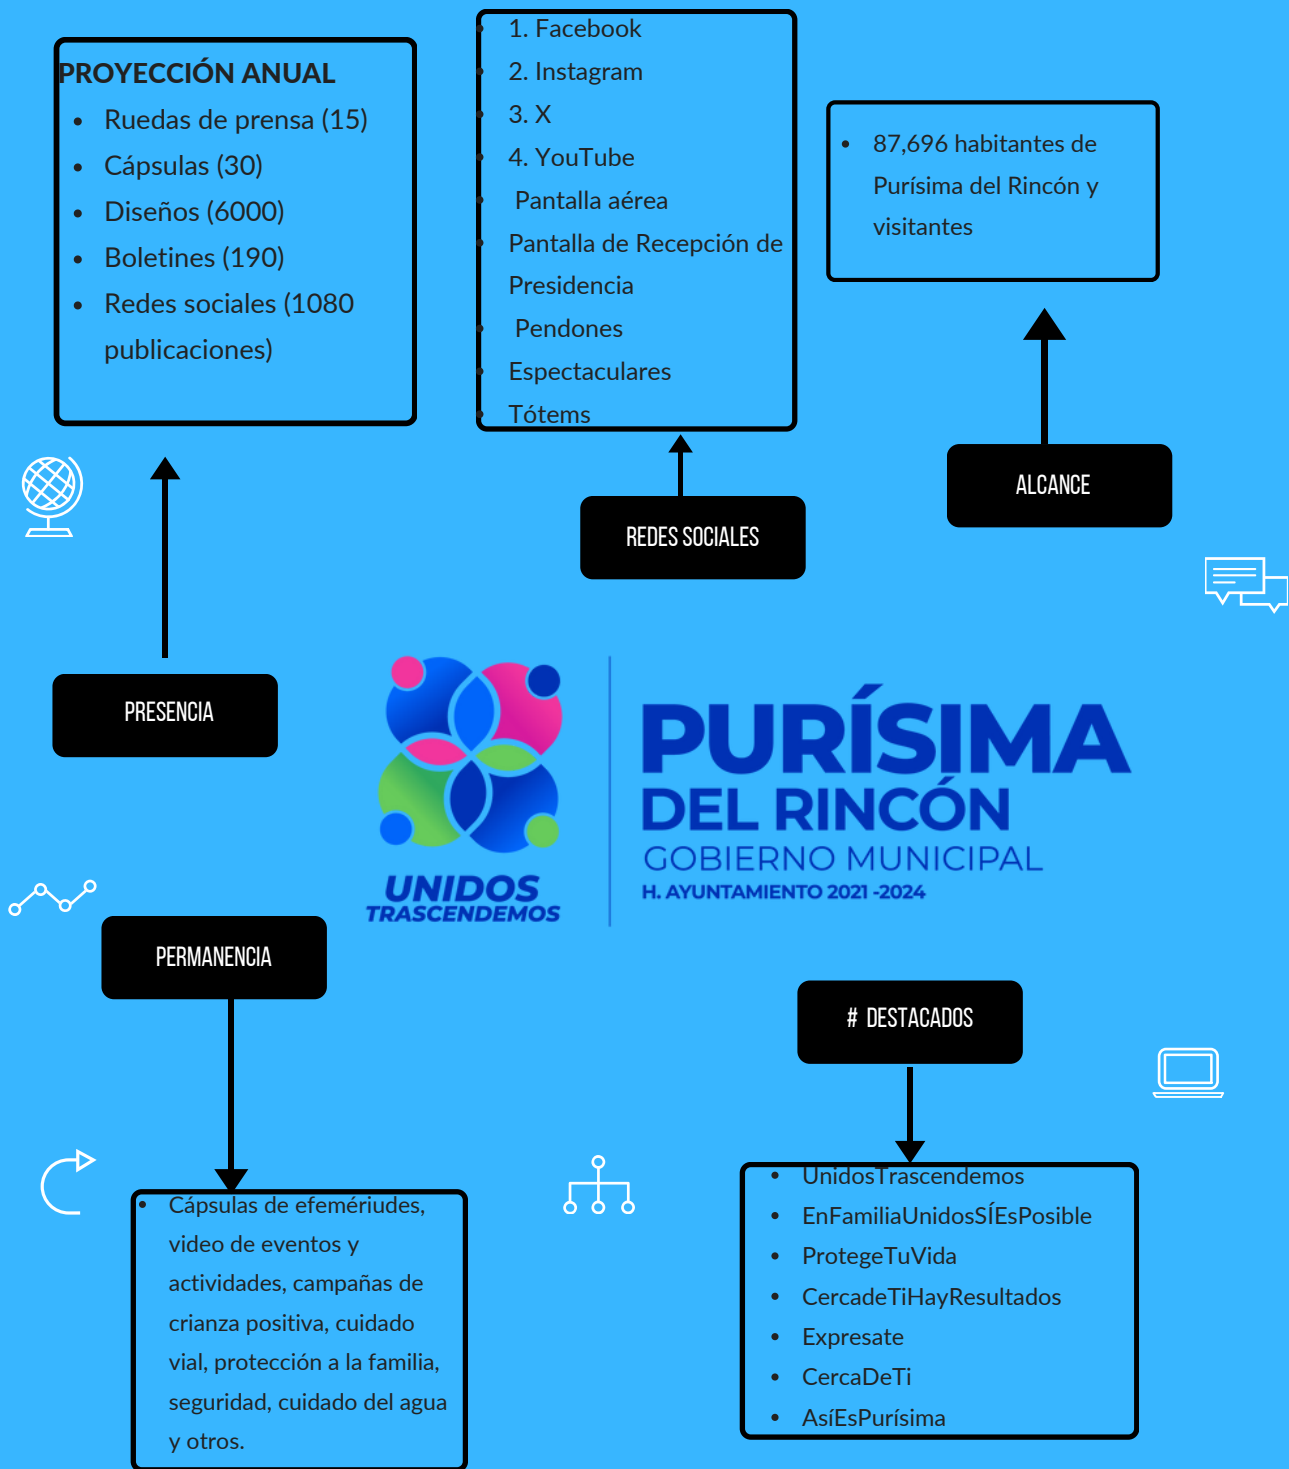 PROYECCIÓN ANUAL
• Ruedas de prensa (15)
• Cápsulas (30)
• Diseños (6000)
• Boletines (190)
• Redes sociales (1080
publicaciones)
• 1. Facebook
• 2. Instagram
• 3. X
• 4. YouTube
• Pantalla aérea
• Pantalla de Recepción de
Presidencia
• Pendones
• Espectaculares
• Tótems
• 87,696 habitantes de
Purísima del Rincón y
visitantes
ALCANCE
REDES SOCIALES
PRESENCIA
UNIDOS
TRASCENDEMOS
PURÍSIMA
DEL RINCÓN
GOBIERNO MUNICIPAL
H. AYUNTAMIENTO 2021 -2024
PERMANENCIA
# DESTACADOS
• Cápsulas de efemériudes,
video de eventos y
actividades, campañas de
crianza positiva, cuidado
vial, protección a la familia,
seguridad, cuidado del agua
y otros.
• UnidosTrascendemos
• EnFamiliaUnidosSÍEsPosible
• ProtegeTuVida
• CercadeTiHayResultados
• Expresate
• CercaDeTi
• AsíEsPurísima